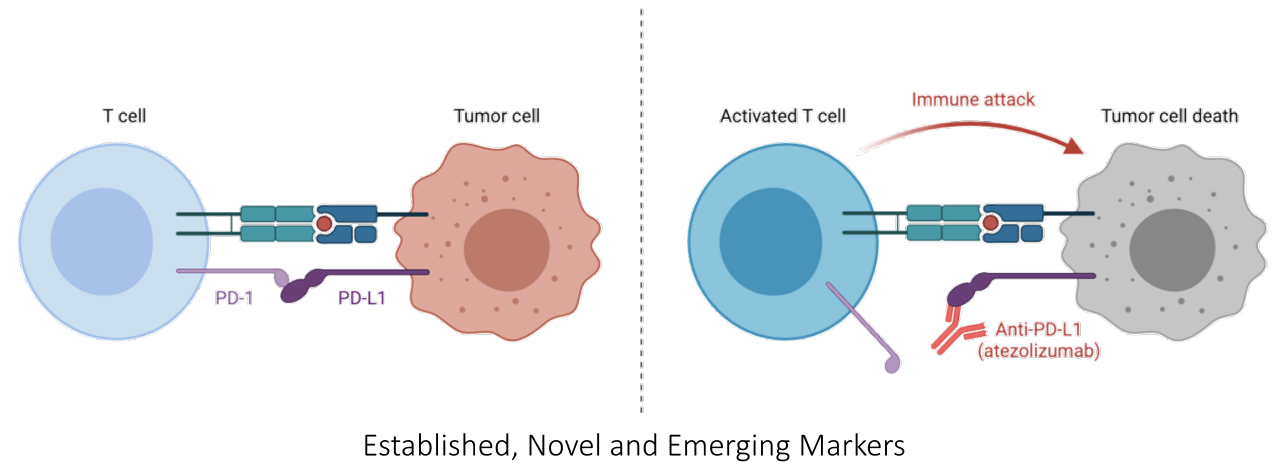 T cell
Tumor cell
PD-1
PD-L1
Activated T cell
Immune attack
Tumor cell death
Anti-PD-L1
(atezolizumab)
Established, Novel and Emerging Markers